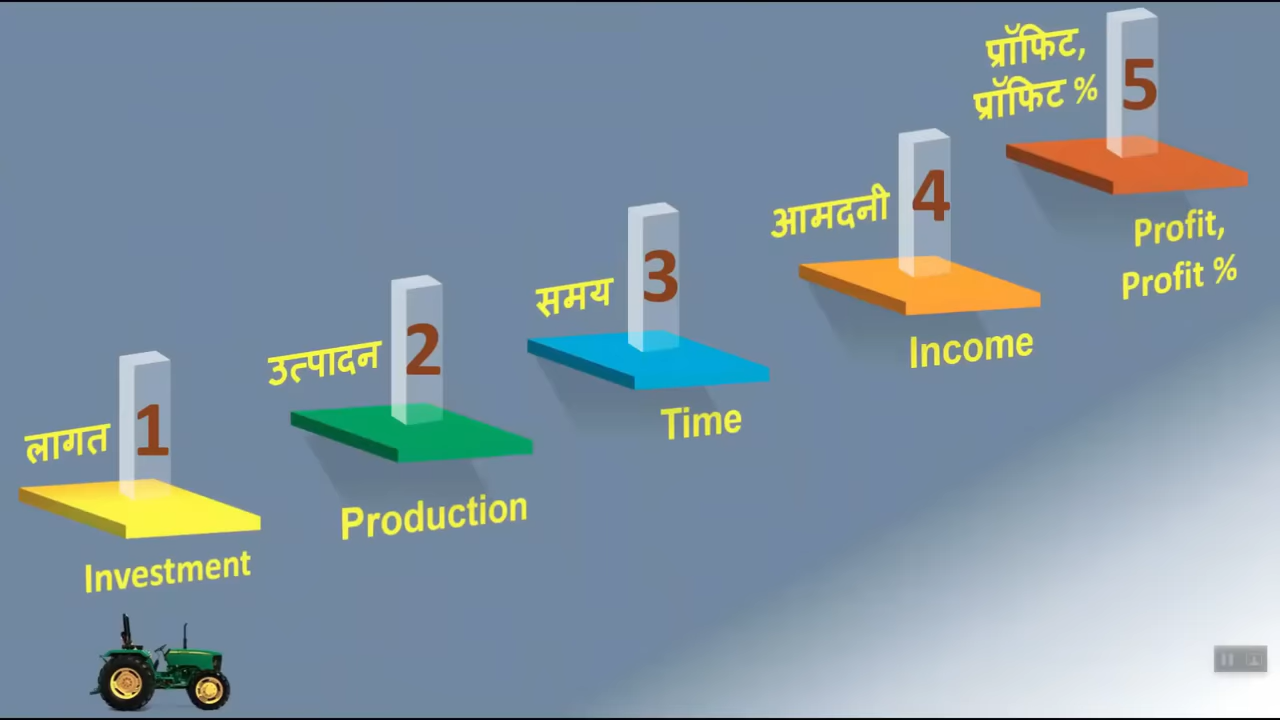 लागत
1
Investment
उत्पादन
2
Production
समय
3
Time
आमदनी
4
Income
प्रॉफिट,
प्रॉफिट %
5
Profit,
Profit %